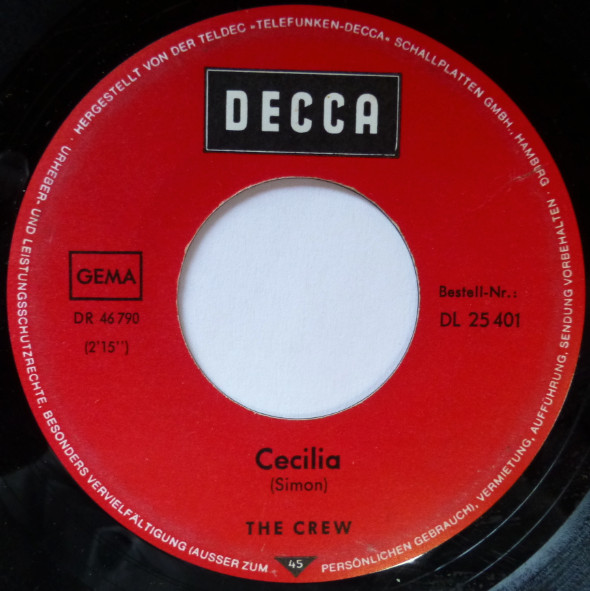 HERGESTELLT VON DER TELDEC »TELEFUNKEN-DECCA« SCHALLPLATTEN GMBH., HAMBURG · URHEBER- UND LEISTUNGSSCHUTZRECHTE, BESONDERS VERVIELFÄLTIGUNG (AUSSER ZUM PERSÖNLICHEN GEBRAUCH), VERMIETUNG, AUFFÜHRUNG, SENDUNG VORBEHALTEN ·
DECCA
GEMA
DR 46 790
(2'15'')
Bestell-Nr.:
DL 25 401
Cecilia
(Simon)
THE CREW
45